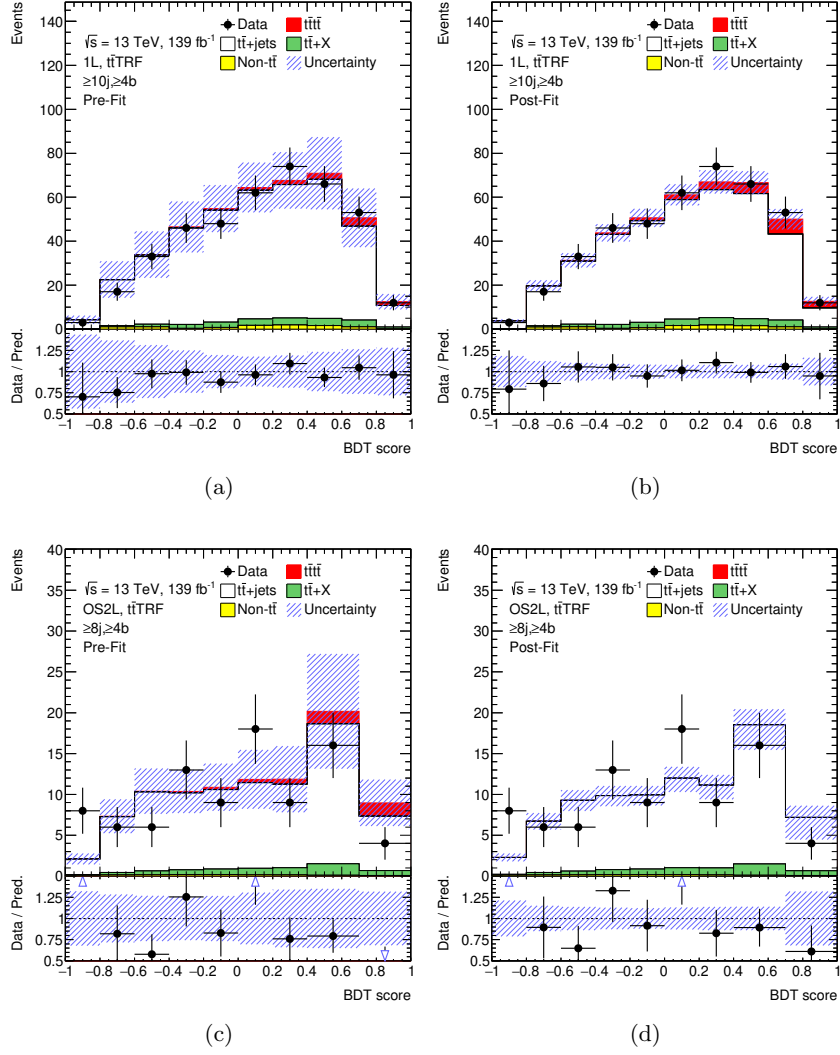 Events
140
120
100
80
60
40
20
0
√s = 13 TeV, 139 fb⁻¹
1L, tt̄TRF
≥10j,≥4b
Pre-Fit
Data
tt̄tt̄
tt̄+jets
tt̄+X
Non-tt̄
Uncertainty
Data / Pred.
1.25
1
0.75
0.5
−1 −0.8 −0.6 −0.4 −0.2 0 0.2 0.4 0.6 0.8 1
BDT score
(a)
Events
140
120
100
80
60
40
20
0
√s = 13 TeV, 139 fb⁻¹
1L, tt̄TRF
≥10j,≥4b
Post-Fit
Data
tt̄tt̄
tt̄+jets
tt̄+X
Non-tt̄
Uncertainty
Data / Pred.
1.25
1
0.75
0.5
−1 −0.8 −0.6 −0.4 −0.2 0 0.2 0.4 0.6 0.8 1
BDT score
(b)
Events
40
35
30
25
20
15
10
5
0
√s = 13 TeV, 139 fb⁻¹
OS2L, tt̄TRF
≥8j,≥4b
Pre-Fit
Data
tt̄tt̄
tt̄+jets
tt̄+X
Non-tt̄
Uncertainty
Data / Pred.
1.25
1
0.75
0.5
−1 −0.8 −0.6 −0.4 −0.2 0 0.2 0.4 0.6 0.8 1
BDT score
(c)
Events
40
35
30
25
20
15
10
5
0
√s = 13 TeV, 139 fb⁻¹
OS2L, tt̄TRF
≥8j,≥4b
Post-Fit
Data
tt̄tt̄
tt̄+jets
tt̄+X
Non-tt̄
Uncertainty
Data / Pred.
1.25
1
0.75
0.5
−1 −0.8 −0.6 −0.4 −0.2 0 0.2 0.4 0.6 0.8 1
BDT score
(d)